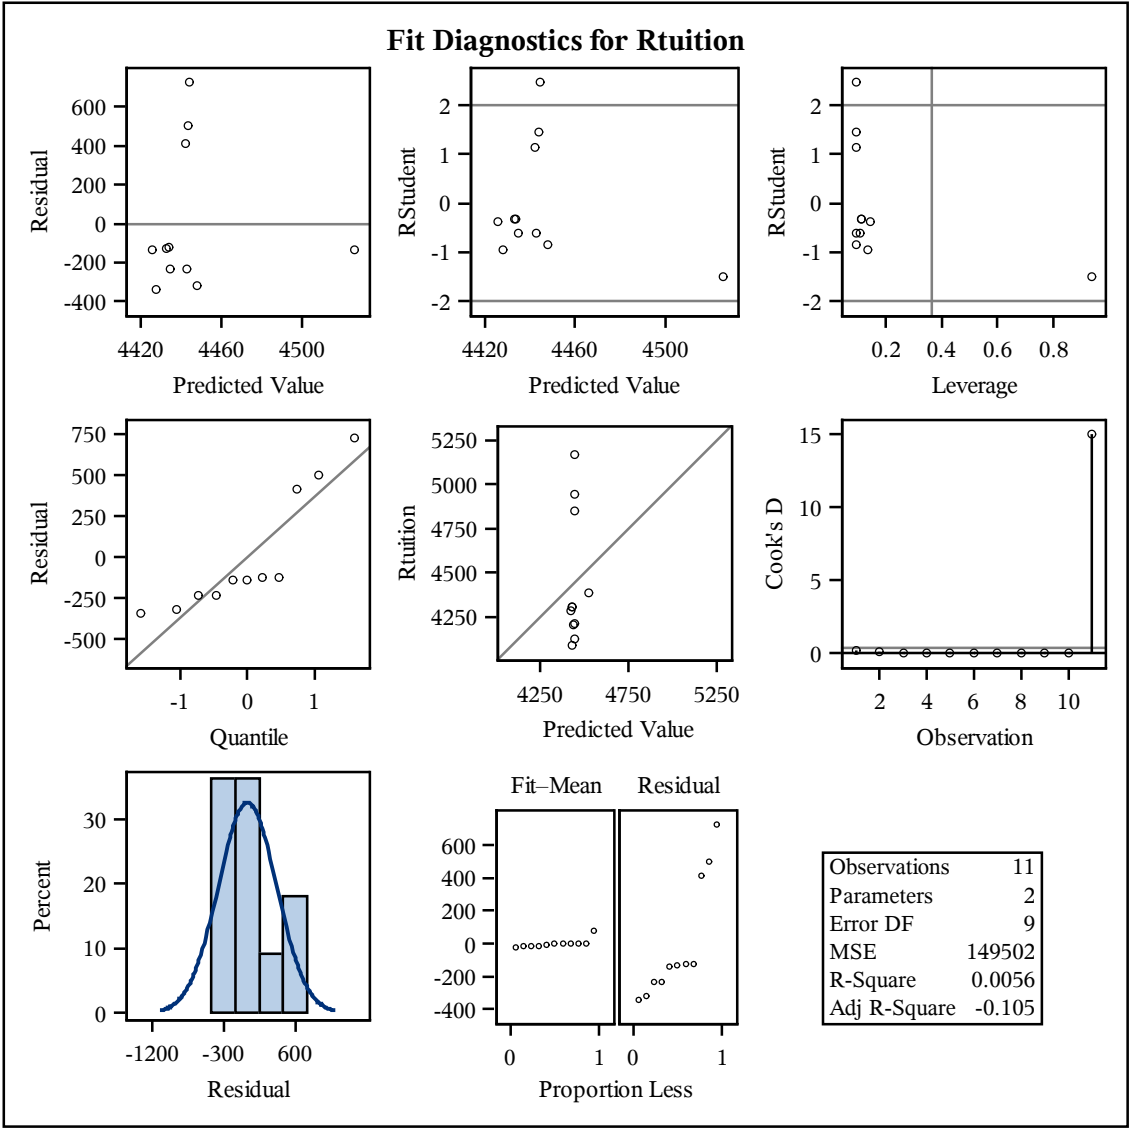 Fit Diagnostics for Rtuition
600
400
200
0
-200
-400
Residual
4420 4460 4500
Predicted Value
2
1
0
-1
-2
RStudent
4420 4460 4500
Predicted Value
2
1
0
-1
-2
RStudent
0.2 0.4 0.6 0.8
Leverage
750
500
250
0
-250
-500
Residual
-1 0 1
Quantile
5250
5000
4750
4500
4250
Rtuition
4250 4750 5250
Predicted Value
15
10
5
0
Cook's D
2 4 6 8 10
Observation
30
20
10
0
Percent
-1200 -300 600
Residual
Fit–Mean Residual
600
400
200
0
-200
-400
0 1 0 1
Proportion Less
Observations 11
Parameters 2
Error DF 9
MSE 149502
R-Square 0.0056
Adj R-Square -0.105